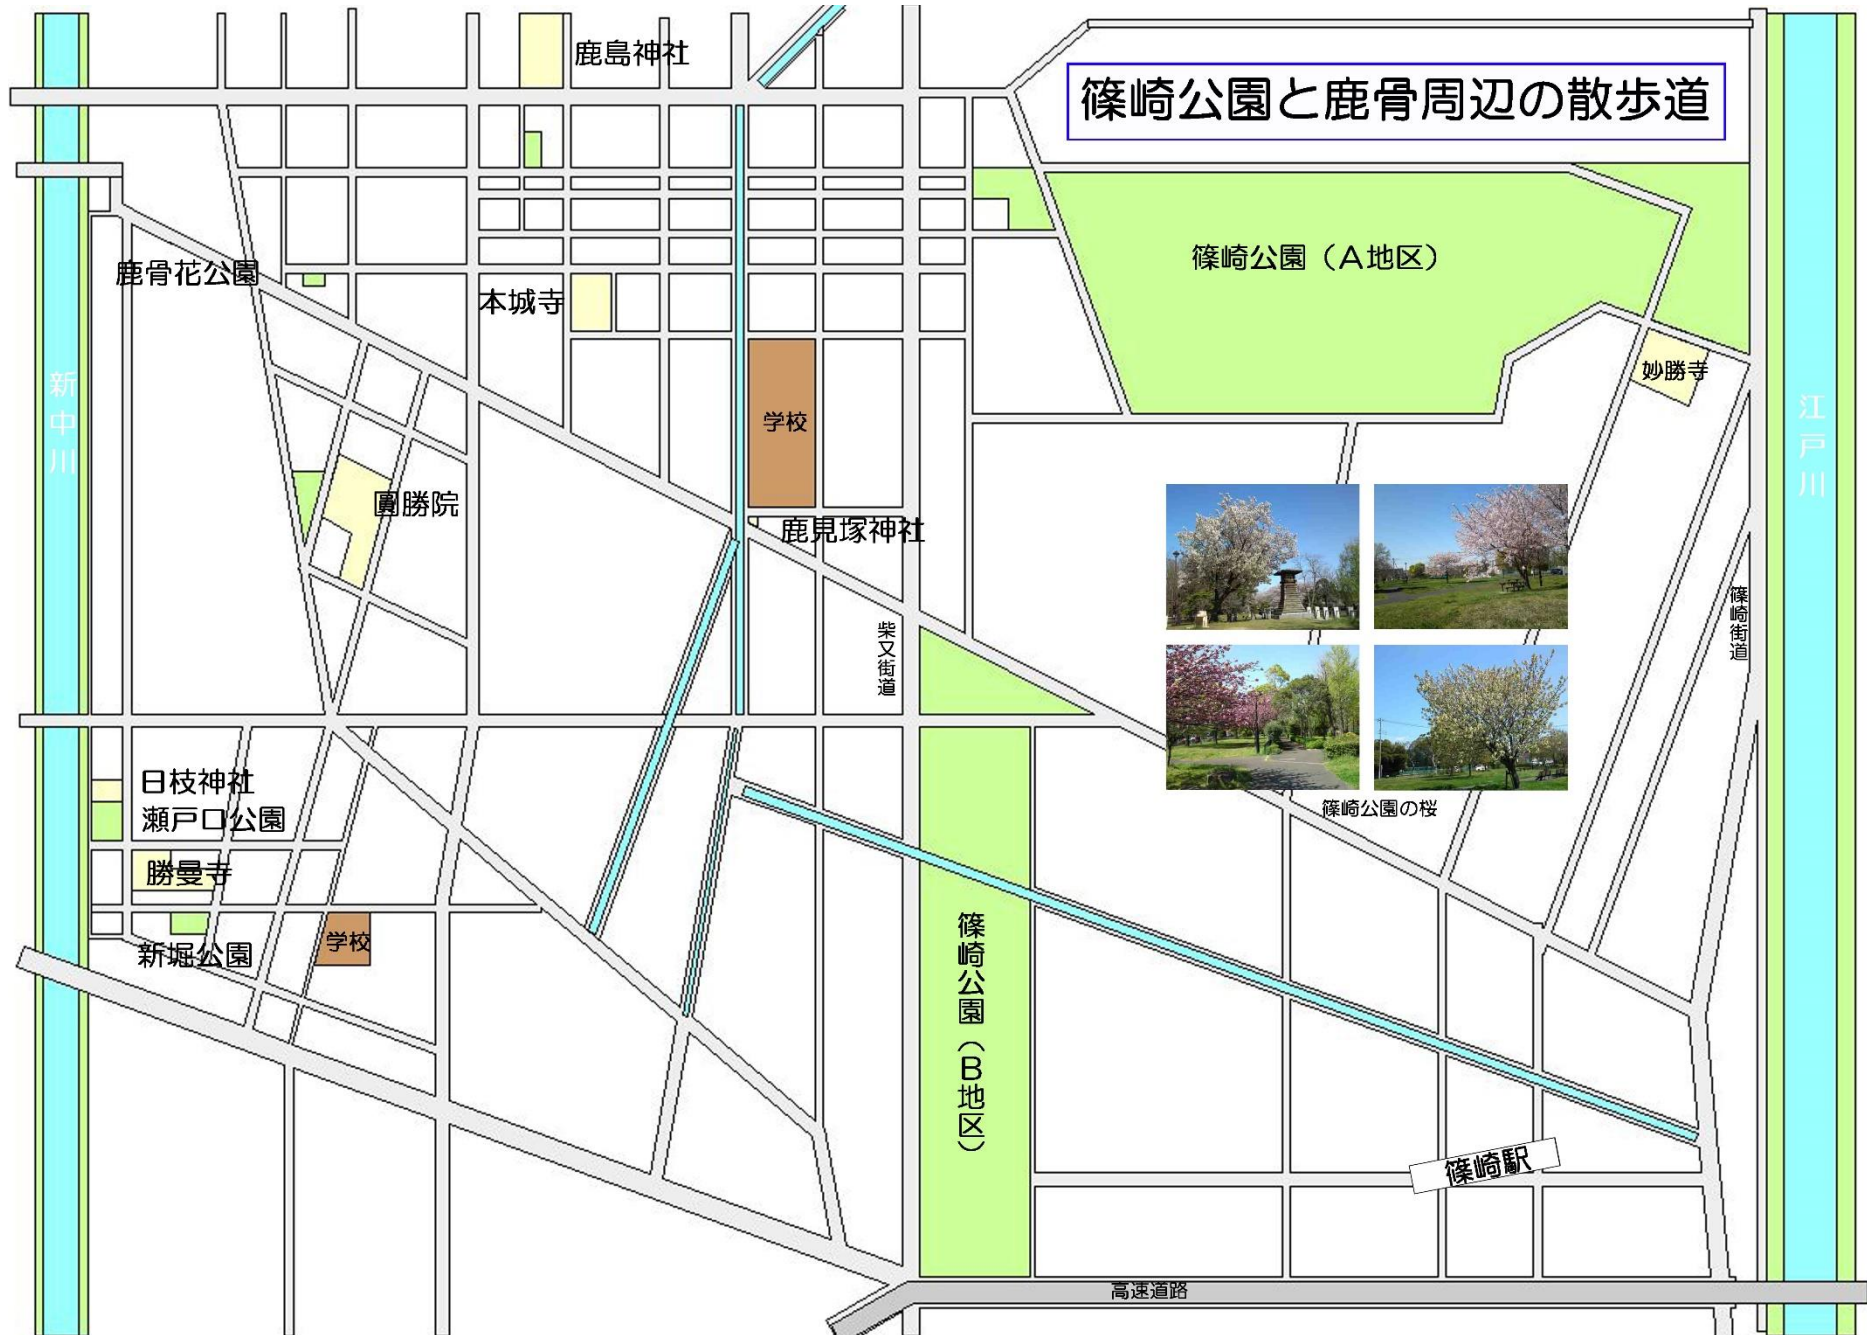 鹿島神社
篠崎公園と鹿骨周辺の散歩道
篠崎公園（A地区）
鹿骨花公園
本城寺
妙勝寺
新中川
江戸川
学校
圓勝院
鹿見塚神社
柴又街道
篠崎街道
日枝神社
瀬戸口公園
篠崎公園の桜
勝曼寺
篠崎公園（B地区）
学校
新堀公園
篠崎駅
高速道路